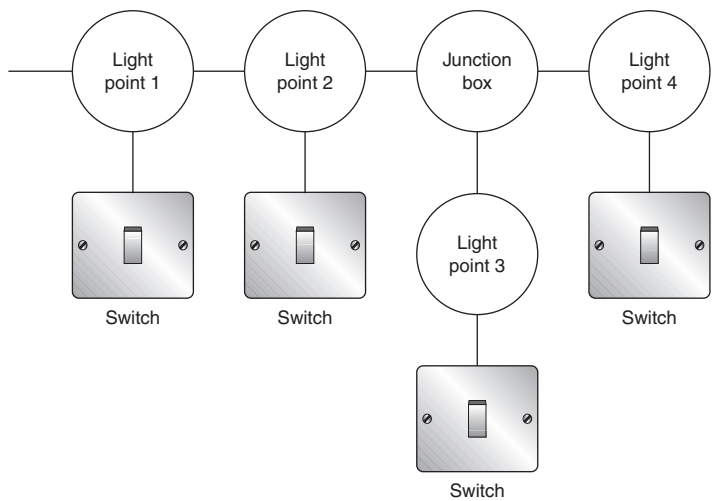 Light
point 1
Light
point 2
Junction
box
Light
point 4
Light
point 3
Switch
Switch
Switch
Switch